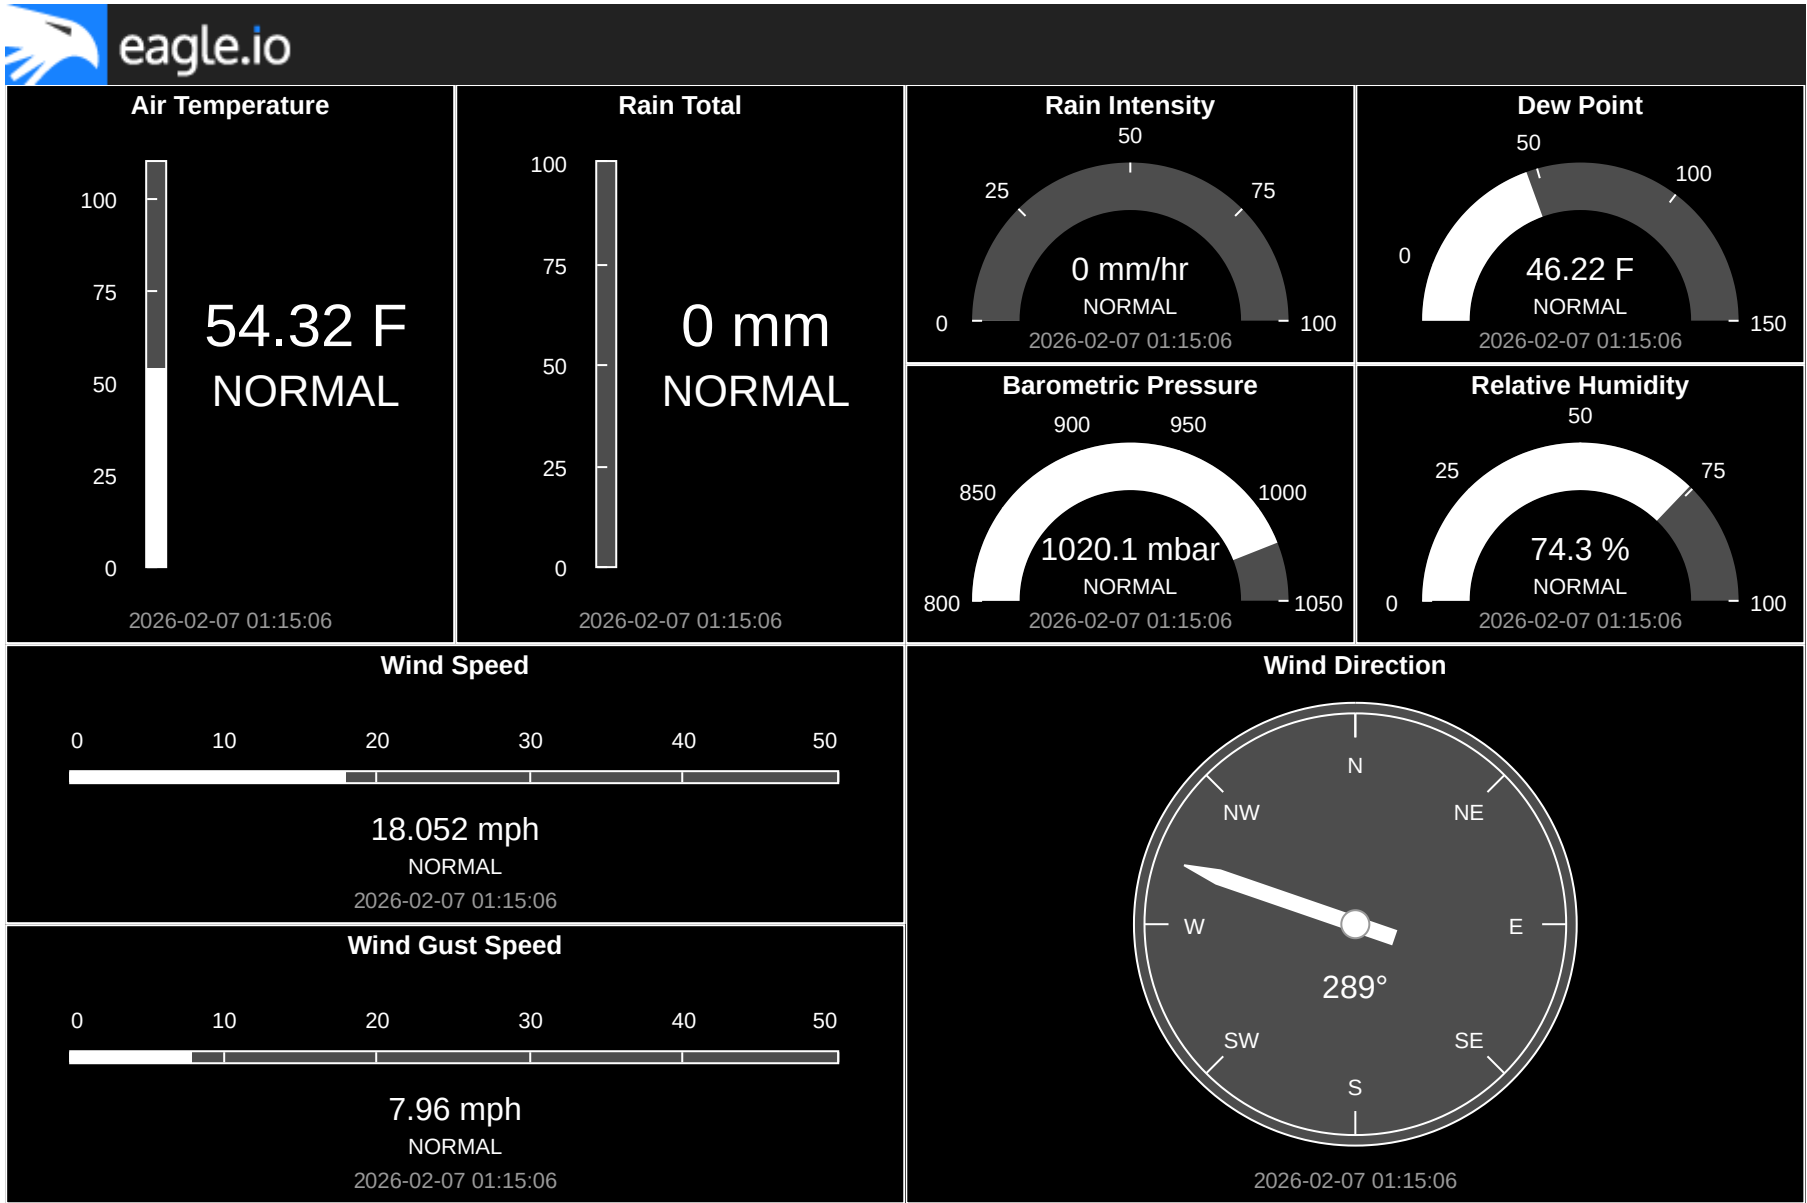 eagle.io
Air Temperature
100
75
50
25
0
54.32 F
NORMAL
2026-02-07 01:15:06
Rain Total
100
75
50
25
0
0 mm
NORMAL
2026-02-07 01:15:06
Rain Intensity
50
25
75
0
100
0 mm/hr
NORMAL
2026-02-07 01:15:06
Dew Point
50
100
0
150
46.22 F
NORMAL
2026-02-07 01:15:06
Barometric Pressure
900
950
850
1000
800
1050
1020.1 mbar
NORMAL
2026-02-07 01:15:06
Relative Humidity
50
25
75
0
100
74.3 %
NORMAL
2026-02-07 01:15:06
Wind Speed
0 10 20 30 40 50
18.052 mph
NORMAL
2026-02-07 01:15:06
Wind Gust Speed
0 10 20 30 40 50
7.96 mph
NORMAL
2026-02-07 01:15:06
Wind Direction
N
NW
NE
W
E
289°
SW
SE
S
2026-02-07 01:15:06